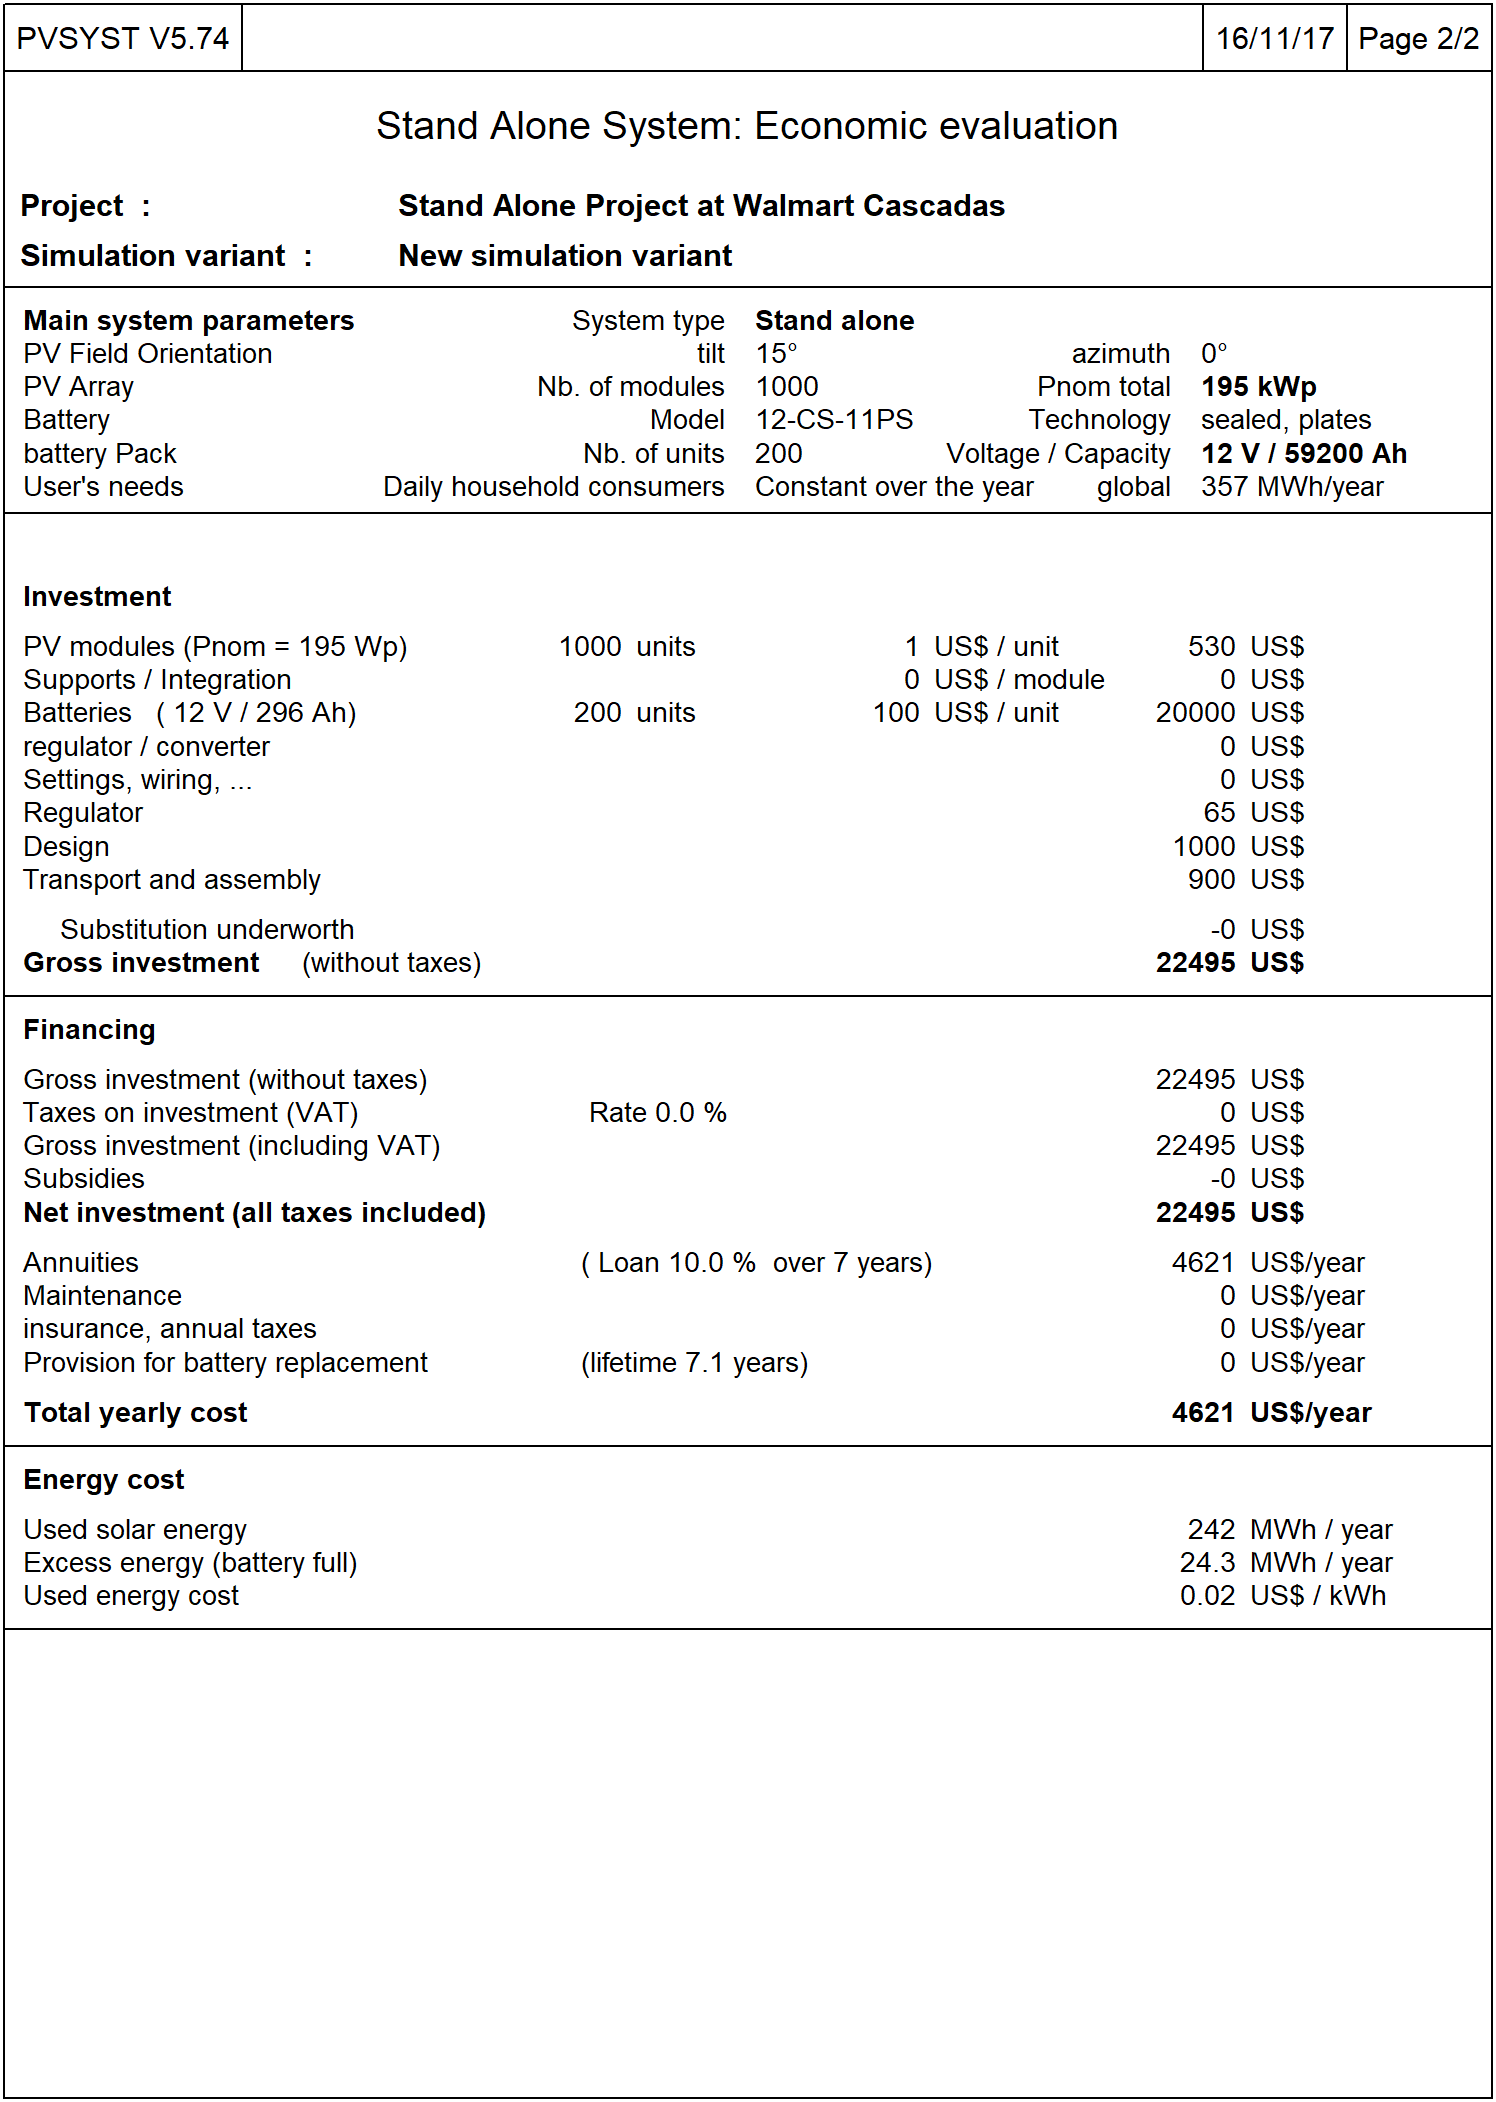 PVSYST V5.74 16/11/17 Page 2/2
Stand Alone System: Economic evaluation
Project : Stand Alone Project at Walmart Cascadas
Simulation variant : New simulation variant
Main system parameters System type Stand alone
PV Field Orientation tilt 15° azimuth 0°
PV Array Nb. of modules 1000 Pnom total 195 kWp
Battery Model 12-CS-11PS Technology sealed, plates
battery Pack Nb. of units 200 Voltage / Capacity 12 V / 59200 Ah
User's needs Daily household consumers Constant over the year global 357 MWh/year
Investment
PV modules (Pnom = 195 Wp) 1000 units 1 US$ / unit 530 US$
Supports / Integration 0 US$ / module 0 US$
Batteries ( 12 V / 296 Ah) 200 units 100 US$ / unit 20000 US$
regulator / converter 0 US$
Settings, wiring, ... 0 US$
Regulator 65 US$
Design 1000 US$
Transport and assembly 900 US$
Substitution underworth -0 US$
Gross investment (without taxes) 22495 US$
Financing
Gross investment (without taxes) 22495 US$
Taxes on investment (VAT) Rate 0.0 % 0 US$
Gross investment (including VAT) 22495 US$
Subsidies -0 US$
Net investment (all taxes included) 22495 US$
Annuities ( Loan 10.0 % over 7 years) 4621 US$/year
Maintenance 0 US$/year
insurance, annual taxes 0 US$/year
Provision for battery replacement (lifetime 7.1 years) 0 US$/year
Total yearly cost 4621 US$/year
Energy cost
Used solar energy 242 MWh / year
Excess energy (battery full) 24.3 MWh / year
Used energy cost 0.02 US$ / kWh